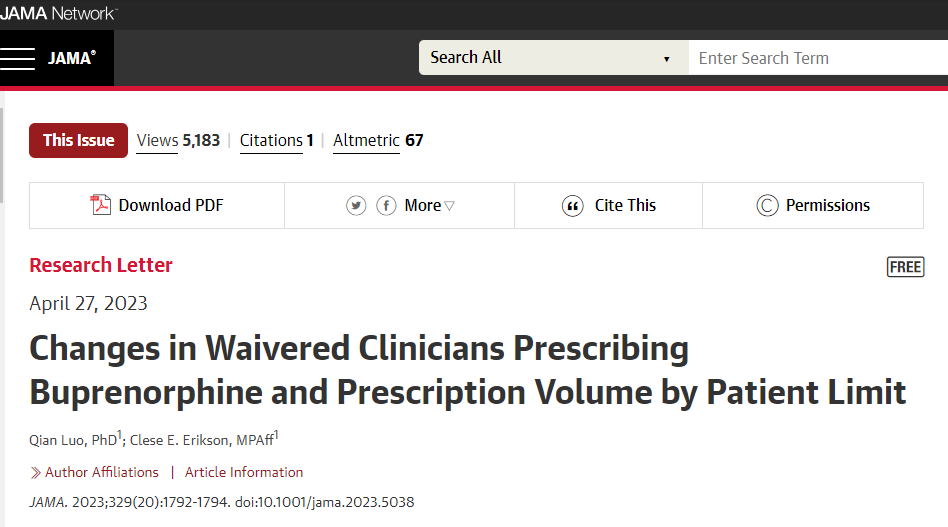 JAMA Network™
JAMA®
Search All ▼
Enter Search Term
This Issue Views 5,183 | Citations 1 | Altmetric 67
Download PDF
More ▽
Cite This
Permissions
Research Letter
FREE
April 27, 2023
Changes in Waivered Clinicians Prescribing
Buprenorphine and Prescription Volume by Patient Limit
Qian Luo, PhD1; Clese E. Erikson, MPAff1
Author Affiliations | Article Information
JAMA. 2023;329(20):1792-1794. doi:10.1001/jama.2023.5038